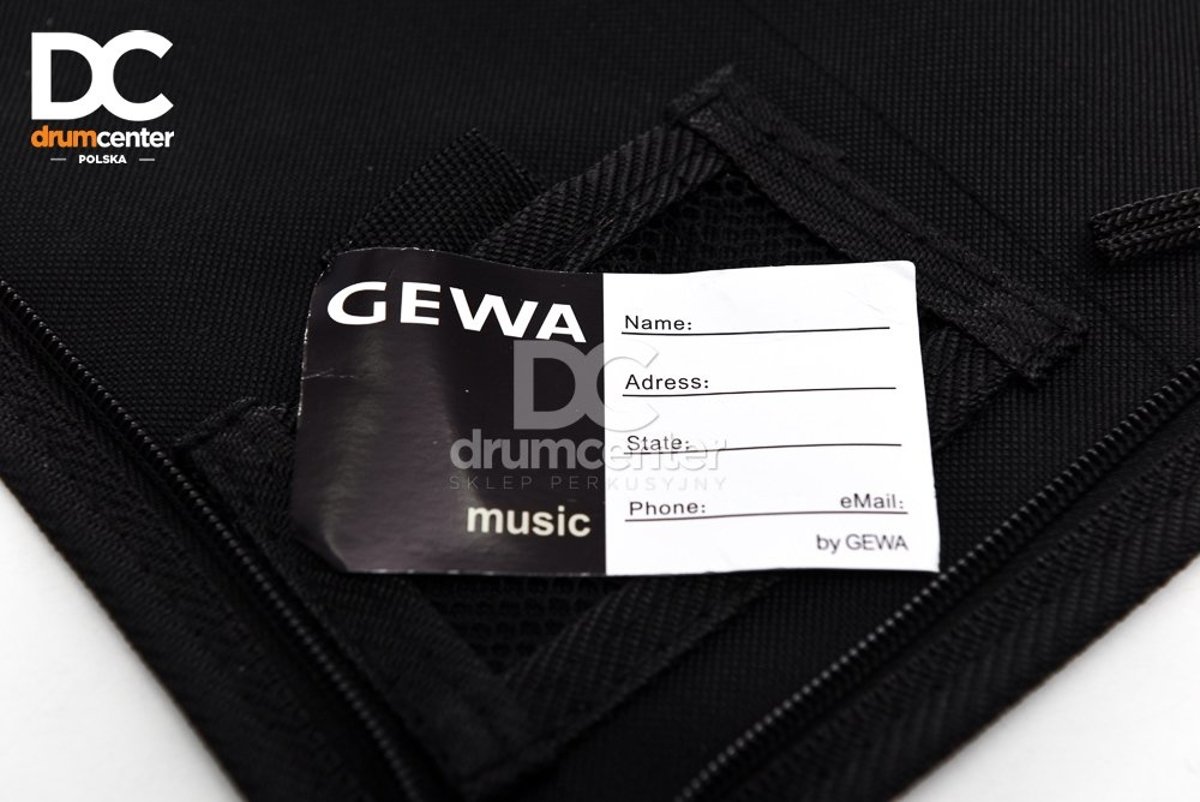 DC
drumcenter
POLSKA
GEWA
music
Name:
Adress:
State:
Phone: eMail:
by GEWA
DC
drumcenter
SKLEP PERKUSYJNY